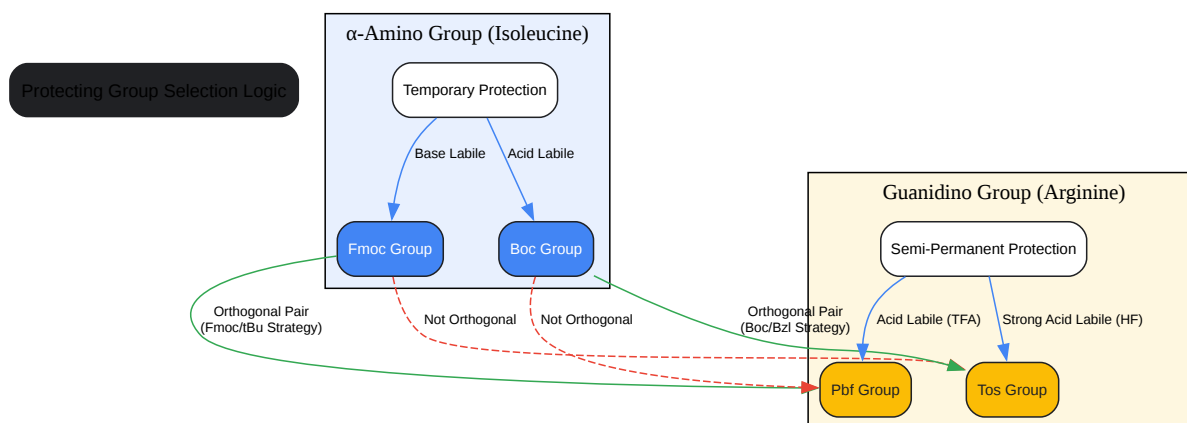 Protecting Group Selection Logic
α-Amino Group (Isoleucine)
Temporary Protection
Base Labile
Acid Labile
Fmoc Group
Boc Group
Guanidino Group (Arginine)
Semi-Permanent Protection
Orthogonal Pair
(Fmoc/tBu Strategy)
Not Orthogonal
Not Orthogonal
Orthogonal Pair
(Boc/Bzl Strategy)
Acid Labile (TFA)
Strong Acid Labile (HF)
Pbf Group
Tos Group